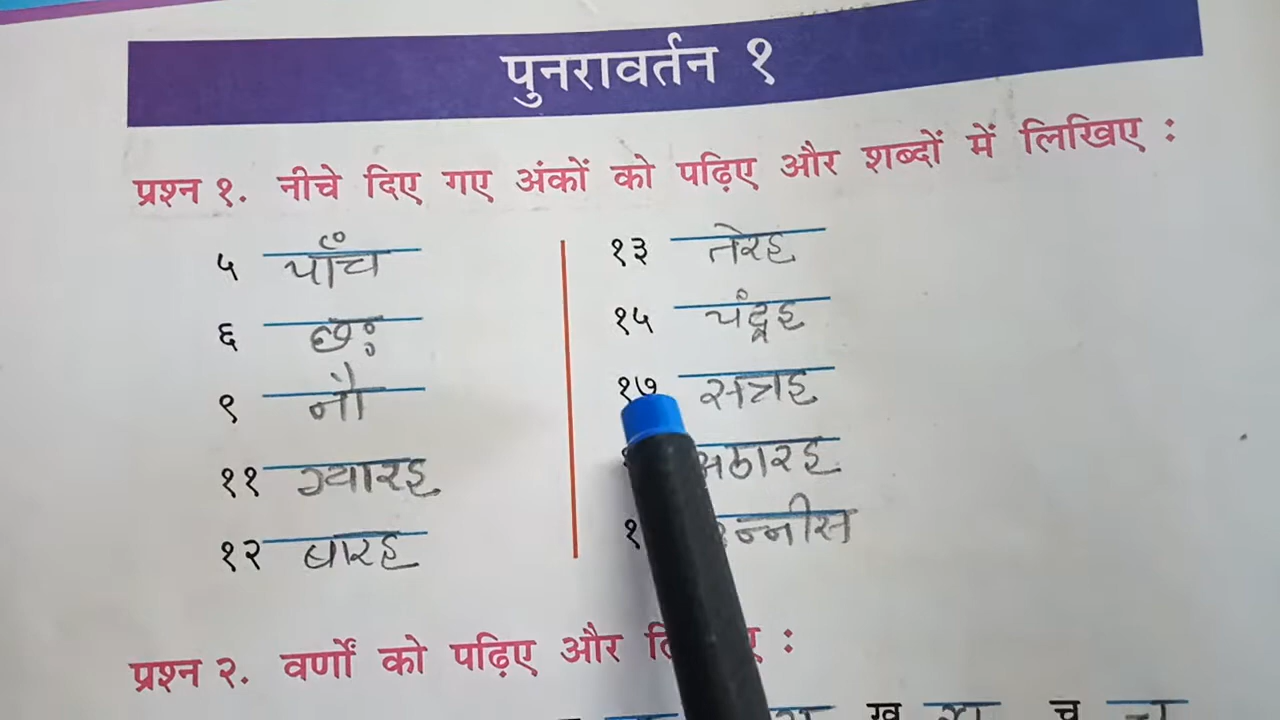 पुनरावर्तन १
प्रश्न १. नीचे दिए गए अंकों को पढ़िए और शब्दों में लिखिए :
५ पाँच
६ छः
९ नौ
११ ग्यारह
१२ बारह
१३ तेरह
१५ पंद्रह
१७ सत्रह
अठारह
प्रश्न २. वर्णों को पढ़िए और :
ख च